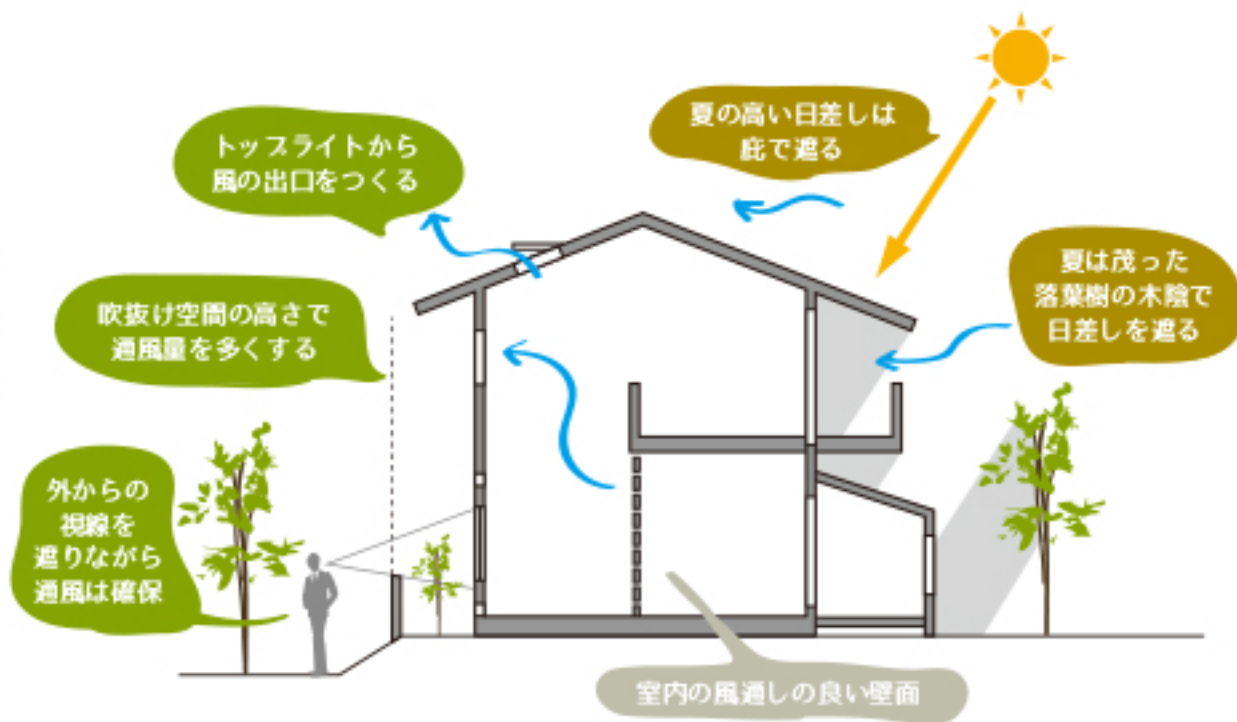 夏の高い日差しは
庇で遮る
トップライトから
風の出口をつくる
夏は茂った
落葉樹の木陰で
日差しを遮る
吹抜け空間の高さで
通風量を多くする
外からの
視線を
遮りながら
通風は確保
室内の風通しの良い壁面